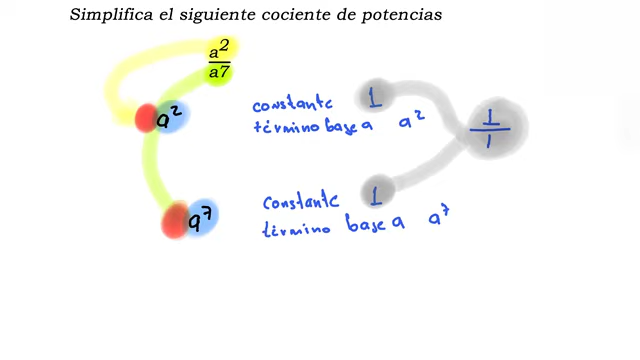 Simplifica el siguiente cociente de potencias
a²
a7
a²
constante 1
término base a a²
1
1
a⁷
constante 1
término base a a⁷